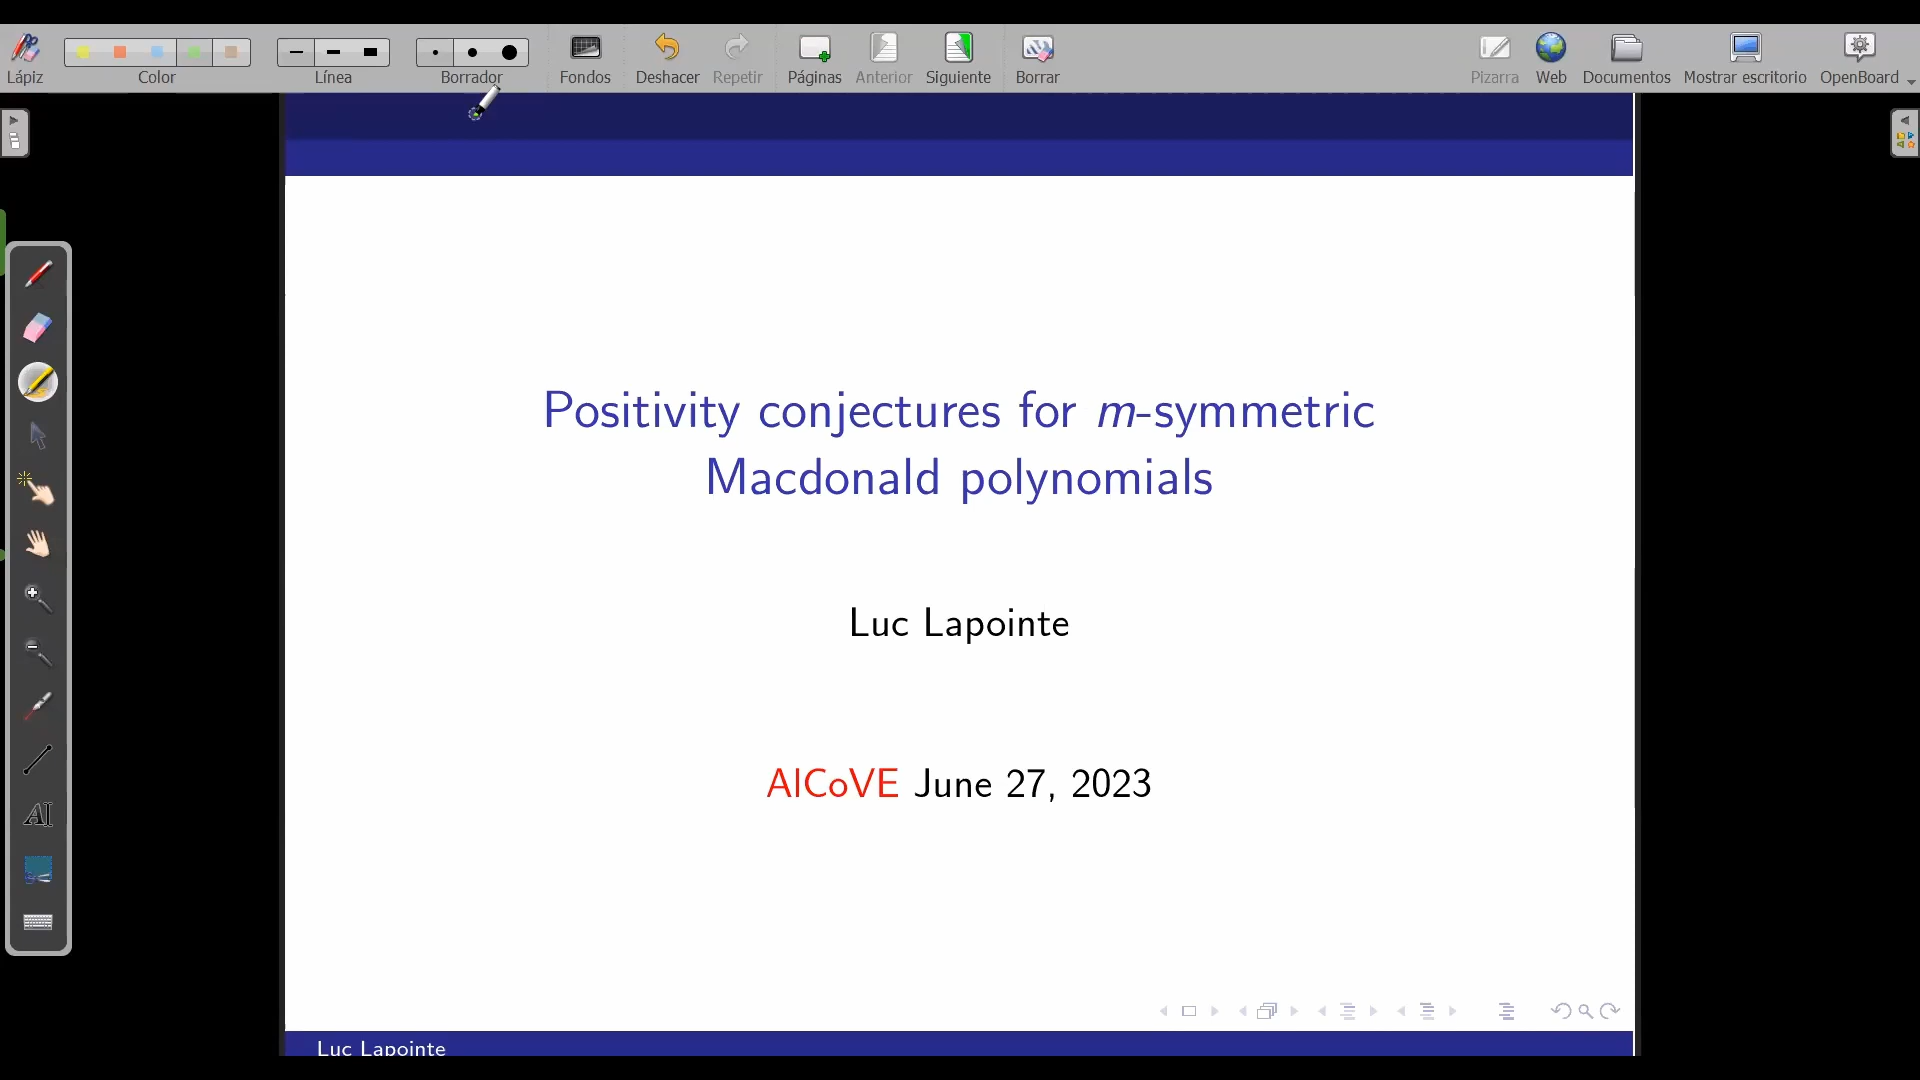 Lápiz Color Línea Borrador Fondos Deshacer Repetir Páginas Anterior Siguiente Borrar Pizarra Web Documentos Mostrar escritorio OpenBoard
Positivity conjectures for m-symmetric
Macdonald polynomials
Luc Lapointe
AlCoVE June 27, 2023
Luc Lapointe